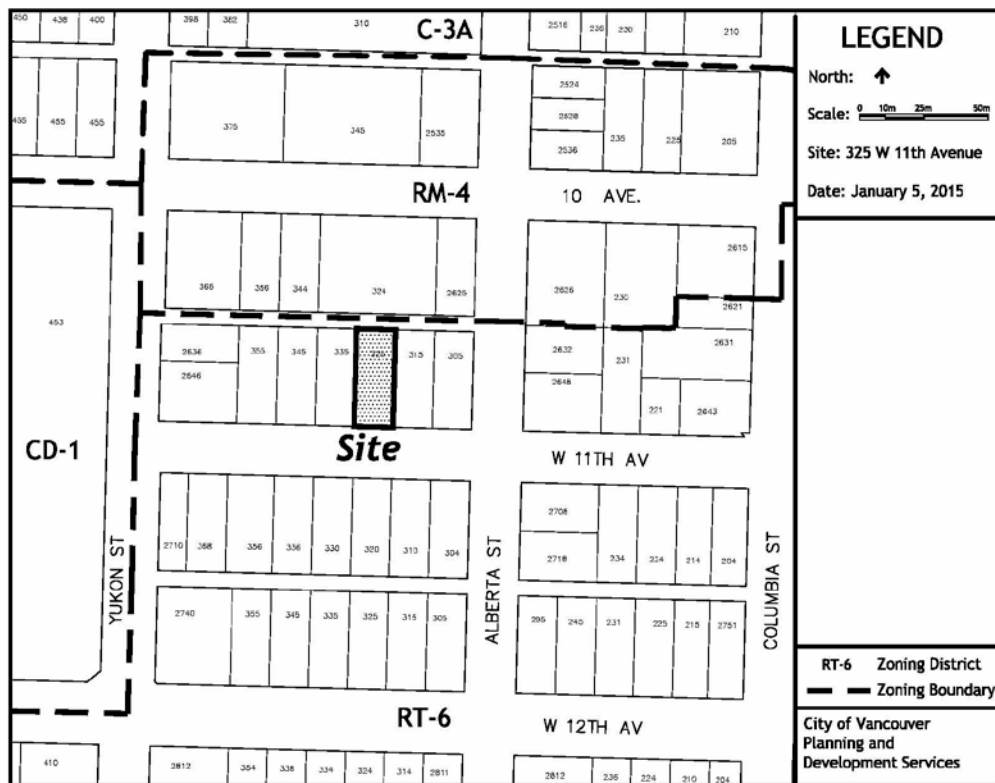 450 438 400 398 382 310 2516 236 230 210
C-3A
455 455 455 375 345 2535 2524 2528 2536 235 225 205
RM-4
10 AVE.
366 356 344 324 2625 2626 230 2615 2621
453
2636 2646 355 345 335 315 305 2632 2648 231 2631 221 2643
Site
W 11TH AV
CD-1
2710 368 356 336 330 320 310 304 2708 2718 234 224 214 204
YUKON ST
ALBERTA ST
COLUMBIA ST
2740 355 345 335 325 315 305 295 245 231 225 215 2751
RT-6
W 12TH AV
410 2812 354 338 334 324 314 2811 2812 236 224 210 204
LEGEND
North:
Scale: 0 10m 25m 50m
Site: 325 W 11th Avenue
Date: January 5, 2015
RT-6 Zoning District
Zoning Boundary
City of Vancouver
Planning and
Development Services